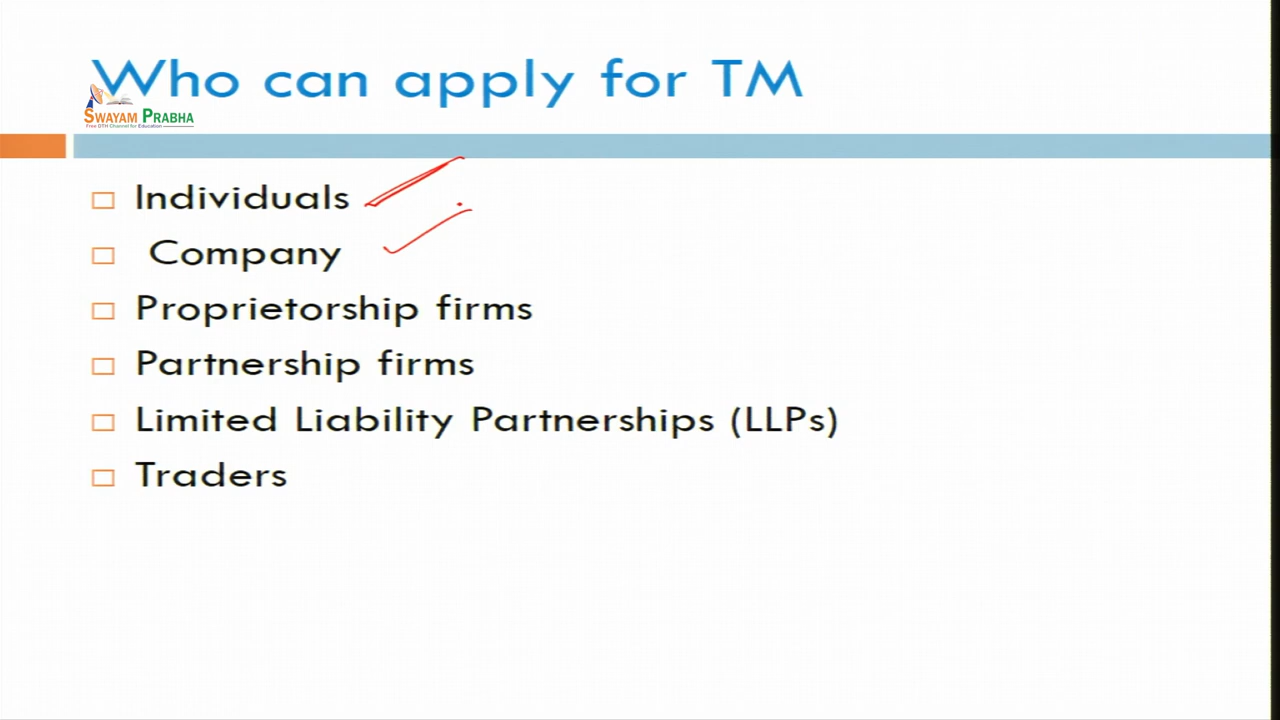 Who can apply for TM
SWAYAM PRABHA
Free DTH Channel for Education
Individuals
Company
Proprietorship firms
Partnership firms
Limited Liability Partnerships (LLPs)
Traders